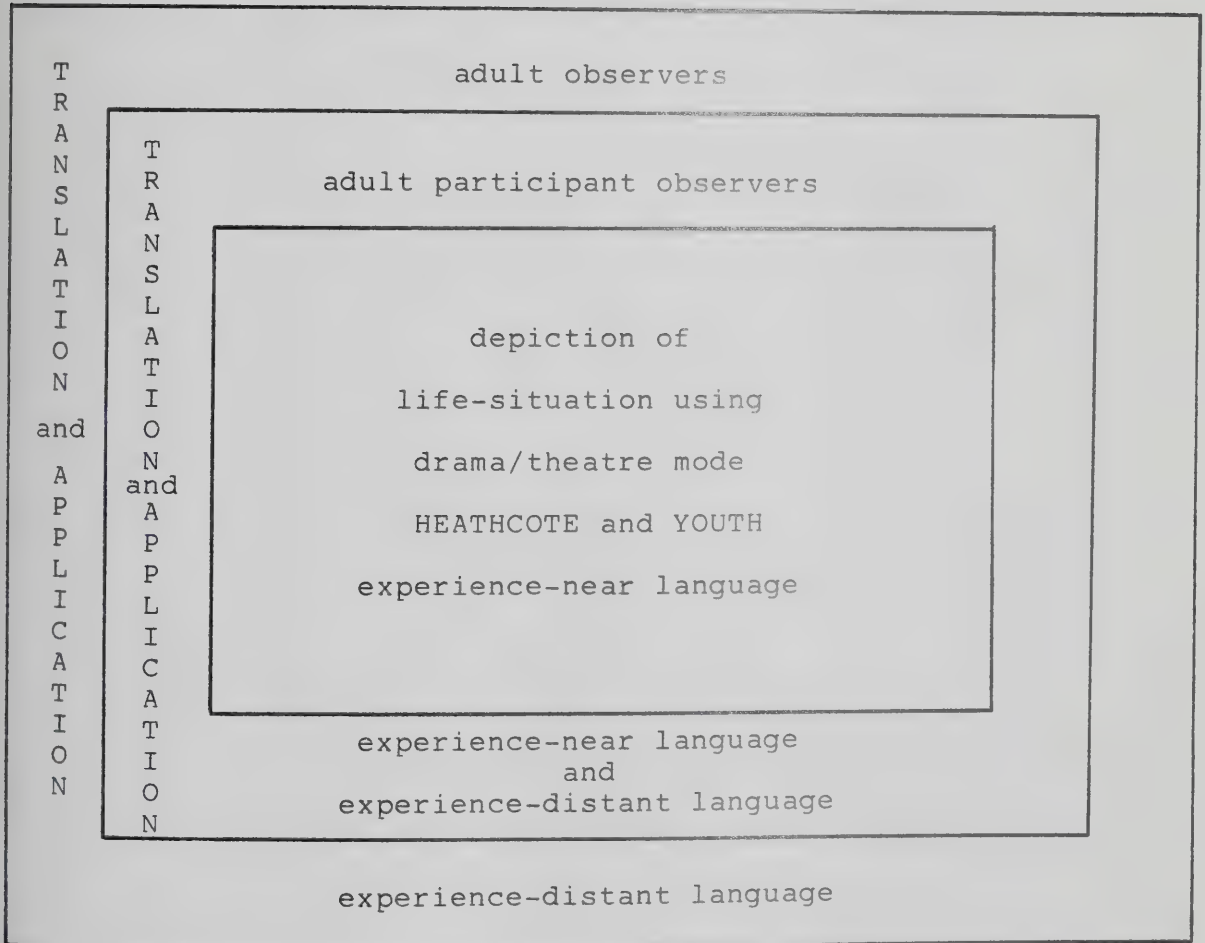 adult observers
TRANSLATION
and
APPLICATION
adult participant observers
TRANSLATION
and
APPLICATION
depiction of
life-situation using
drama/theatre mode
HEATHCOTE and YOUTH
experience-near language
experience-near language
and
experience-distant language
experience-distant language